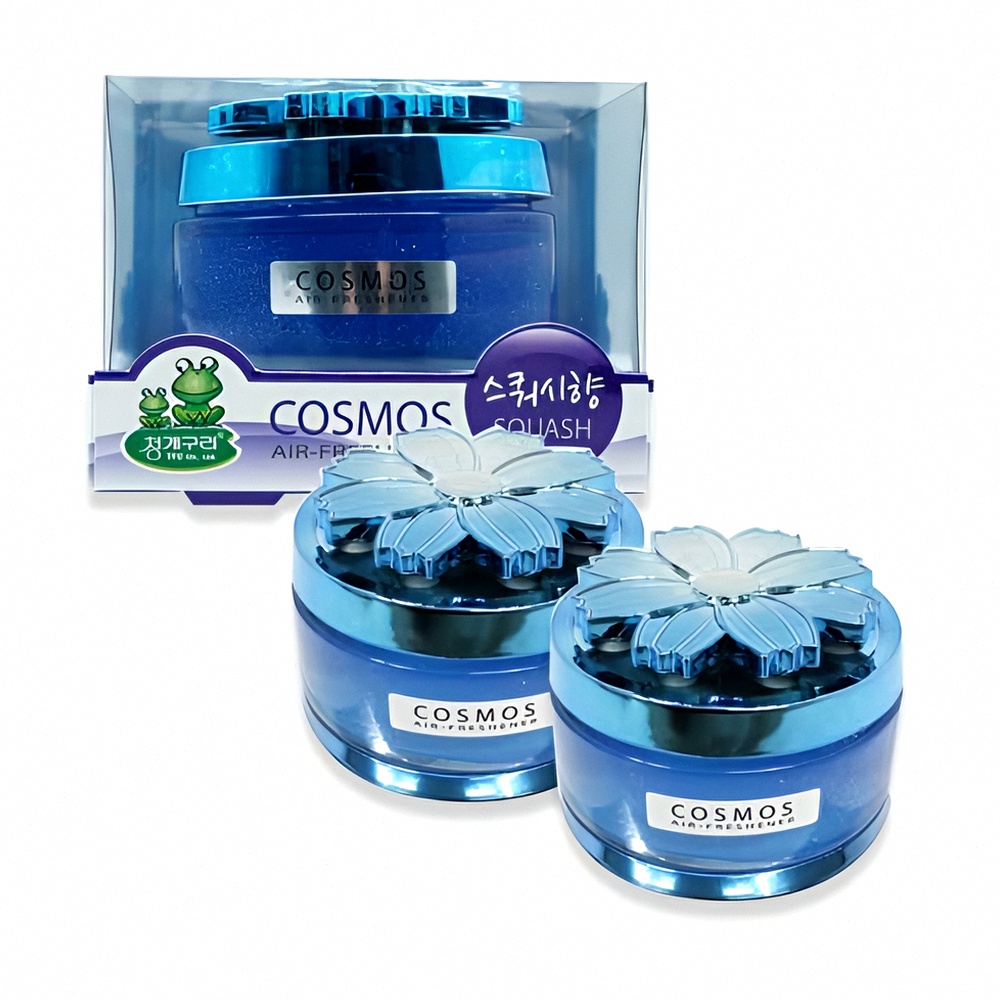 COSMOS
AIR-FRESHENER
청개구리
COSMOS
스쿼시향
SQUASH
COSMOS
AIR-FRESHENER
COSMOS
AIR-FRESHENER